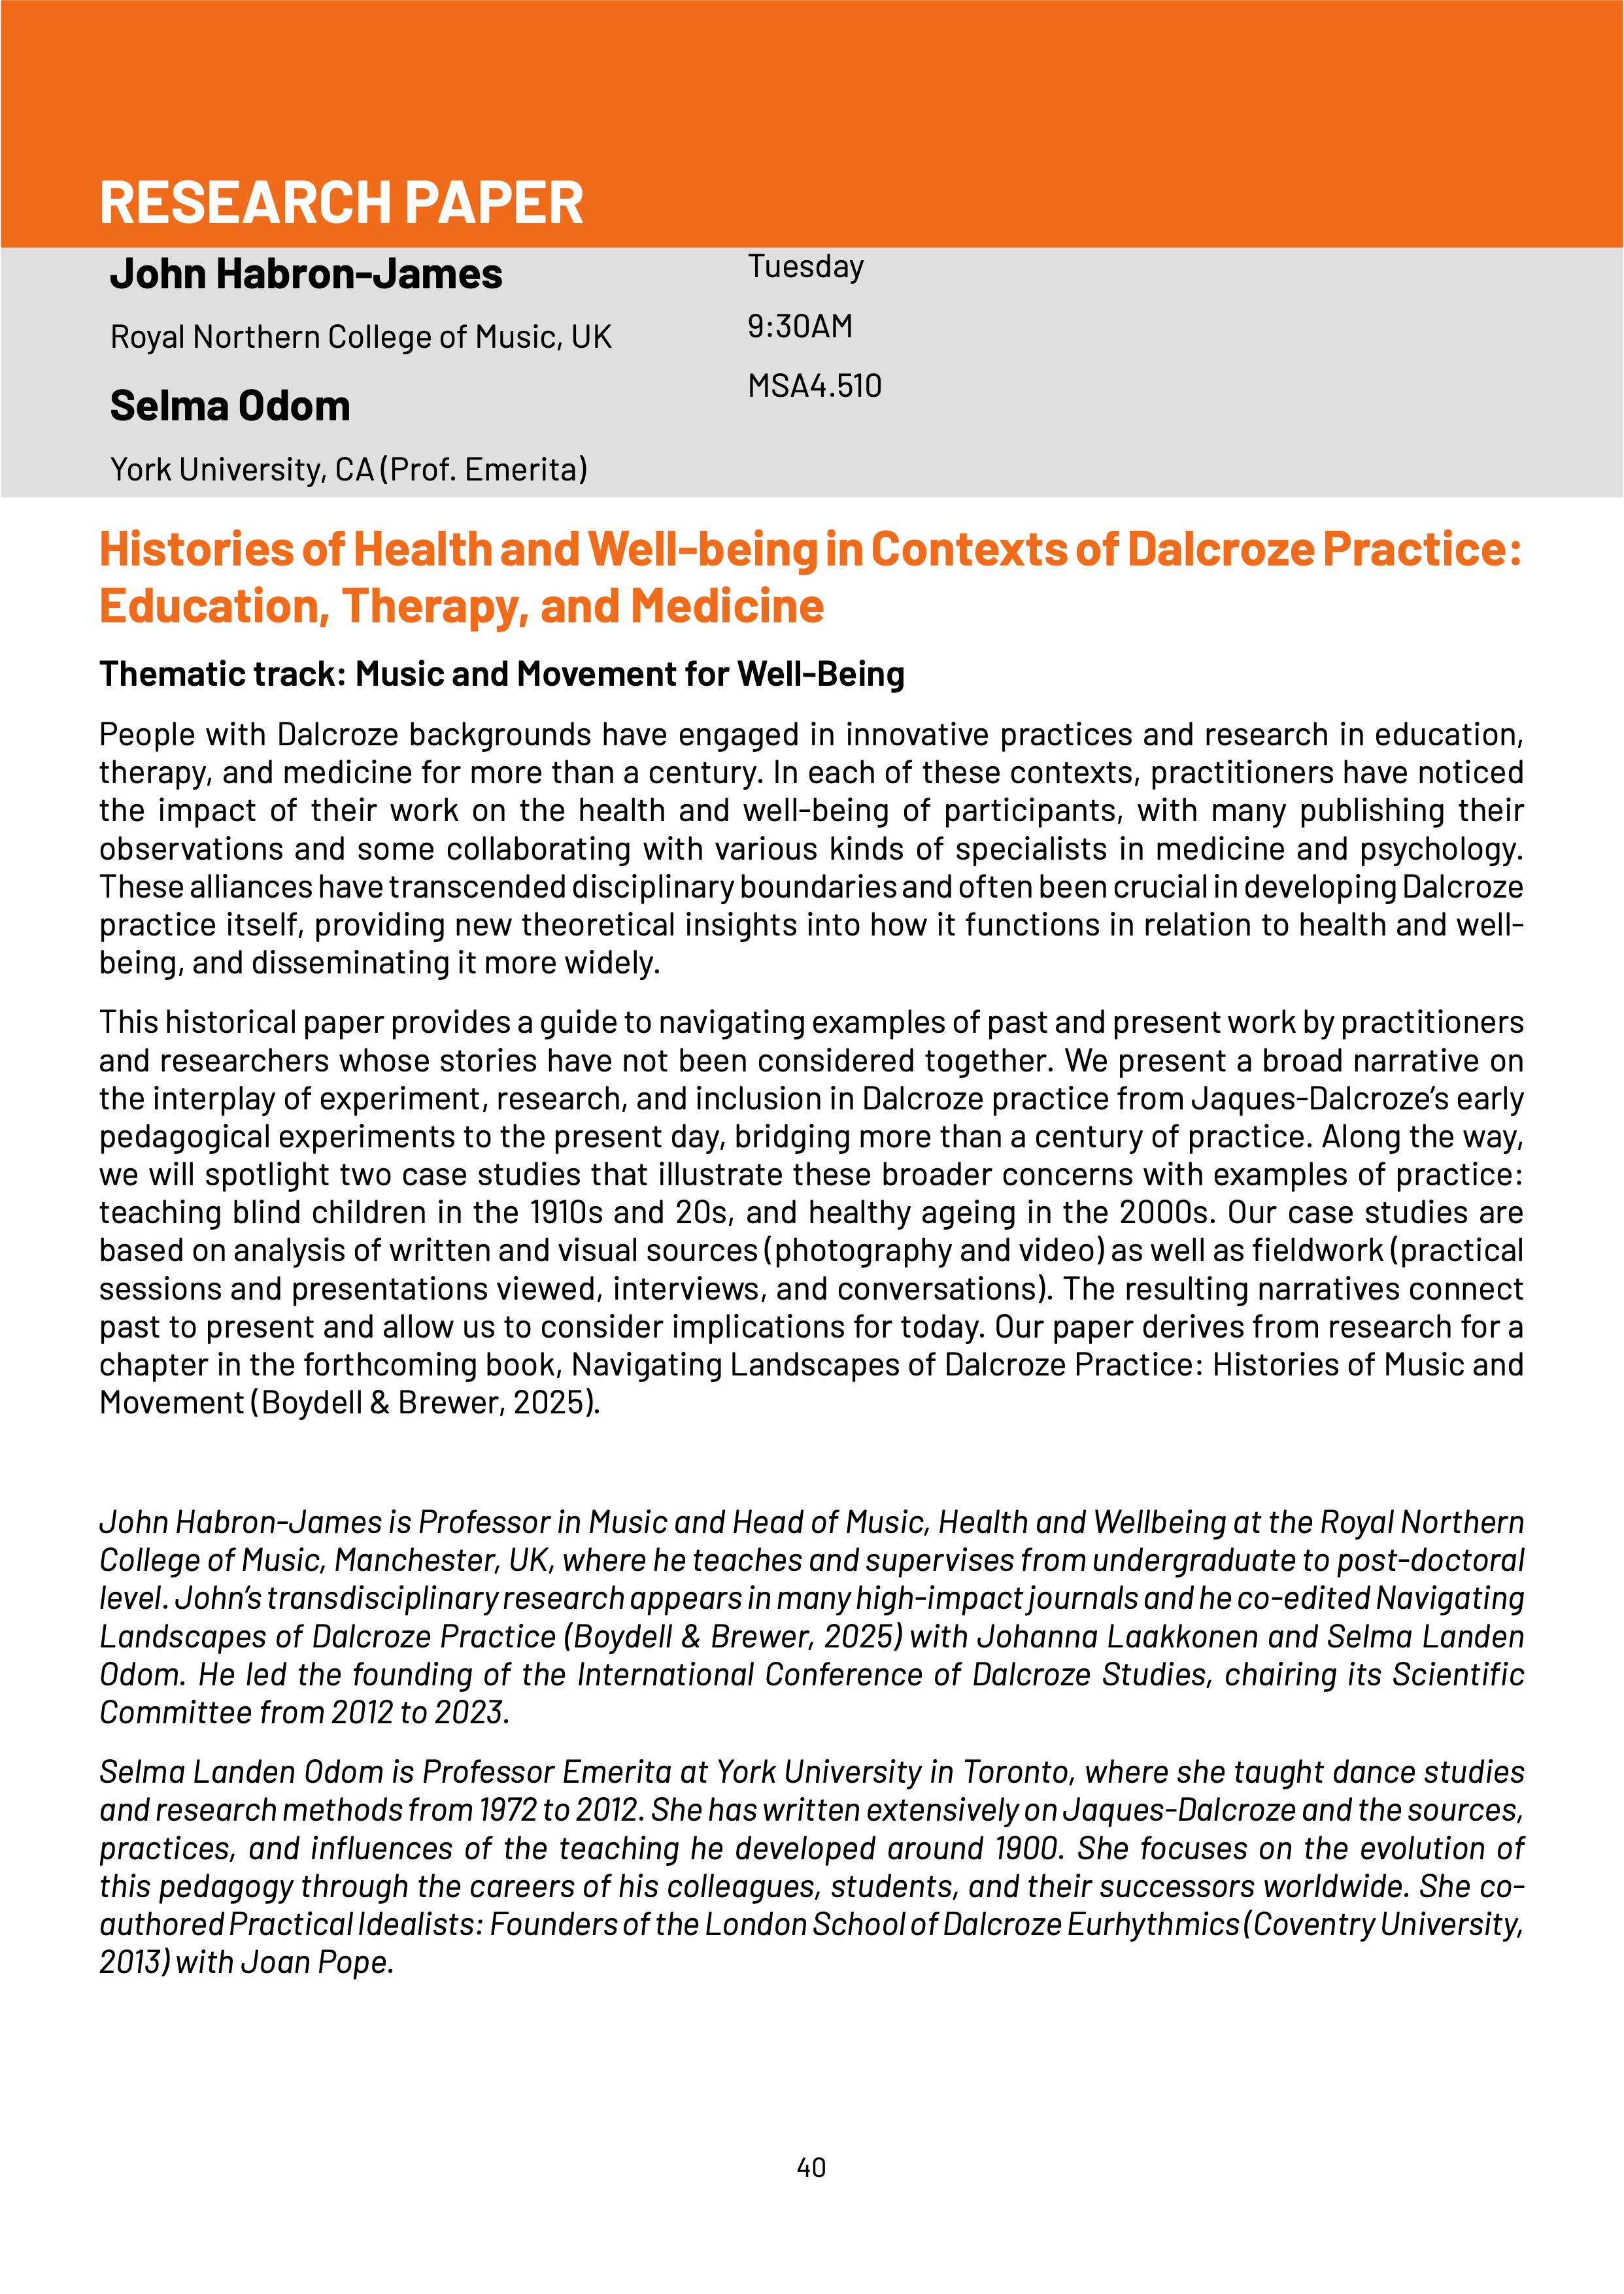 RESEARCH PAPER
John Habron-James
Royal Northern College of Music, UK
Selma Odom
York University, CA (Prof. Emerita)
Tuesday
9:30AM
MSA4.510
Histories of Health and Well-being in Contexts of Dalcroze Practice:
Education, Therapy, and Medicine
Thematic track: Music and Movement for Well-Being
People with Dalcroze backgrounds have engaged in innovative practices and research in education,
therapy, and medicine for more than a century. In each of these contexts, practitioners have noticed
the impact of their work on the health and well-being of participants, with many publishing their
observations and some collaborating with various kinds of specialists in medicine and psychology.
These alliances have transcended disciplinary boundaries and often been crucial in developing Dalcroze
practice itself, providing new theoretical insights into how it functions in relation to health and well-
being, and disseminating it more widely.
This historical paper provides a guide to navigating examples of past and present work by practitioners
and researchers whose stories have not been considered together. We present a broad narrative on
the interplay of experiment, research, and inclusion in Dalcroze practice from Jaques-Dalcroze’s early
pedagogical experiments to the present day, bridging more than a century of practice. Along the way,
we will spotlight two case studies that illustrate these broader concerns with examples of practice:
teaching blind children in the 1910s and 20s, and healthy ageing in the 2000s. Our case studies are
based on analysis of written and visual sources (photography and video) as well as fieldwork (practical
sessions and presentations viewed, interviews, and conversations). The resulting narratives connect
past to present and allow us to consider implications for today. Our paper derives from research for a
chapter in the forthcoming book, Navigating Landscapes of Dalcroze Practice: Histories of Music and
Movement (Boydell & Brewer, 2025).
John Habron-James is Professor in Music and Head of Music, Health and Wellbeing at the Royal Northern
College of Music, Manchester, UK, where he teaches and supervises from undergraduate to post-doctoral
level. John’s transdisciplinary research appears in many high-impact journals and he co-edited Navigating
Landscapes of Dalcroze Practice (Boydell & Brewer, 2025) with Johanna Laakkonen and Selma Landen
Odom. He led the founding of the International Conference of Dalcroze Studies, chairing its Scientific
Committee from 2012 to 2023.
Selma Landen Odom is Professor Emerita at York University in Toronto, where she taught dance studies
and research methods from 1972 to 2012. She has written extensively on Jaques-Dalcroze and the sources,
practices, and influences of the teaching he developed around 1900. She focuses on the evolution of
this pedagogy through the careers of his colleagues, students, and their successors worldwide. She co-
authored Practical Idealists: Founders of the London School of Dalcroze Eurhythmics (Coventry University,
2013) with Joan Pope.
40